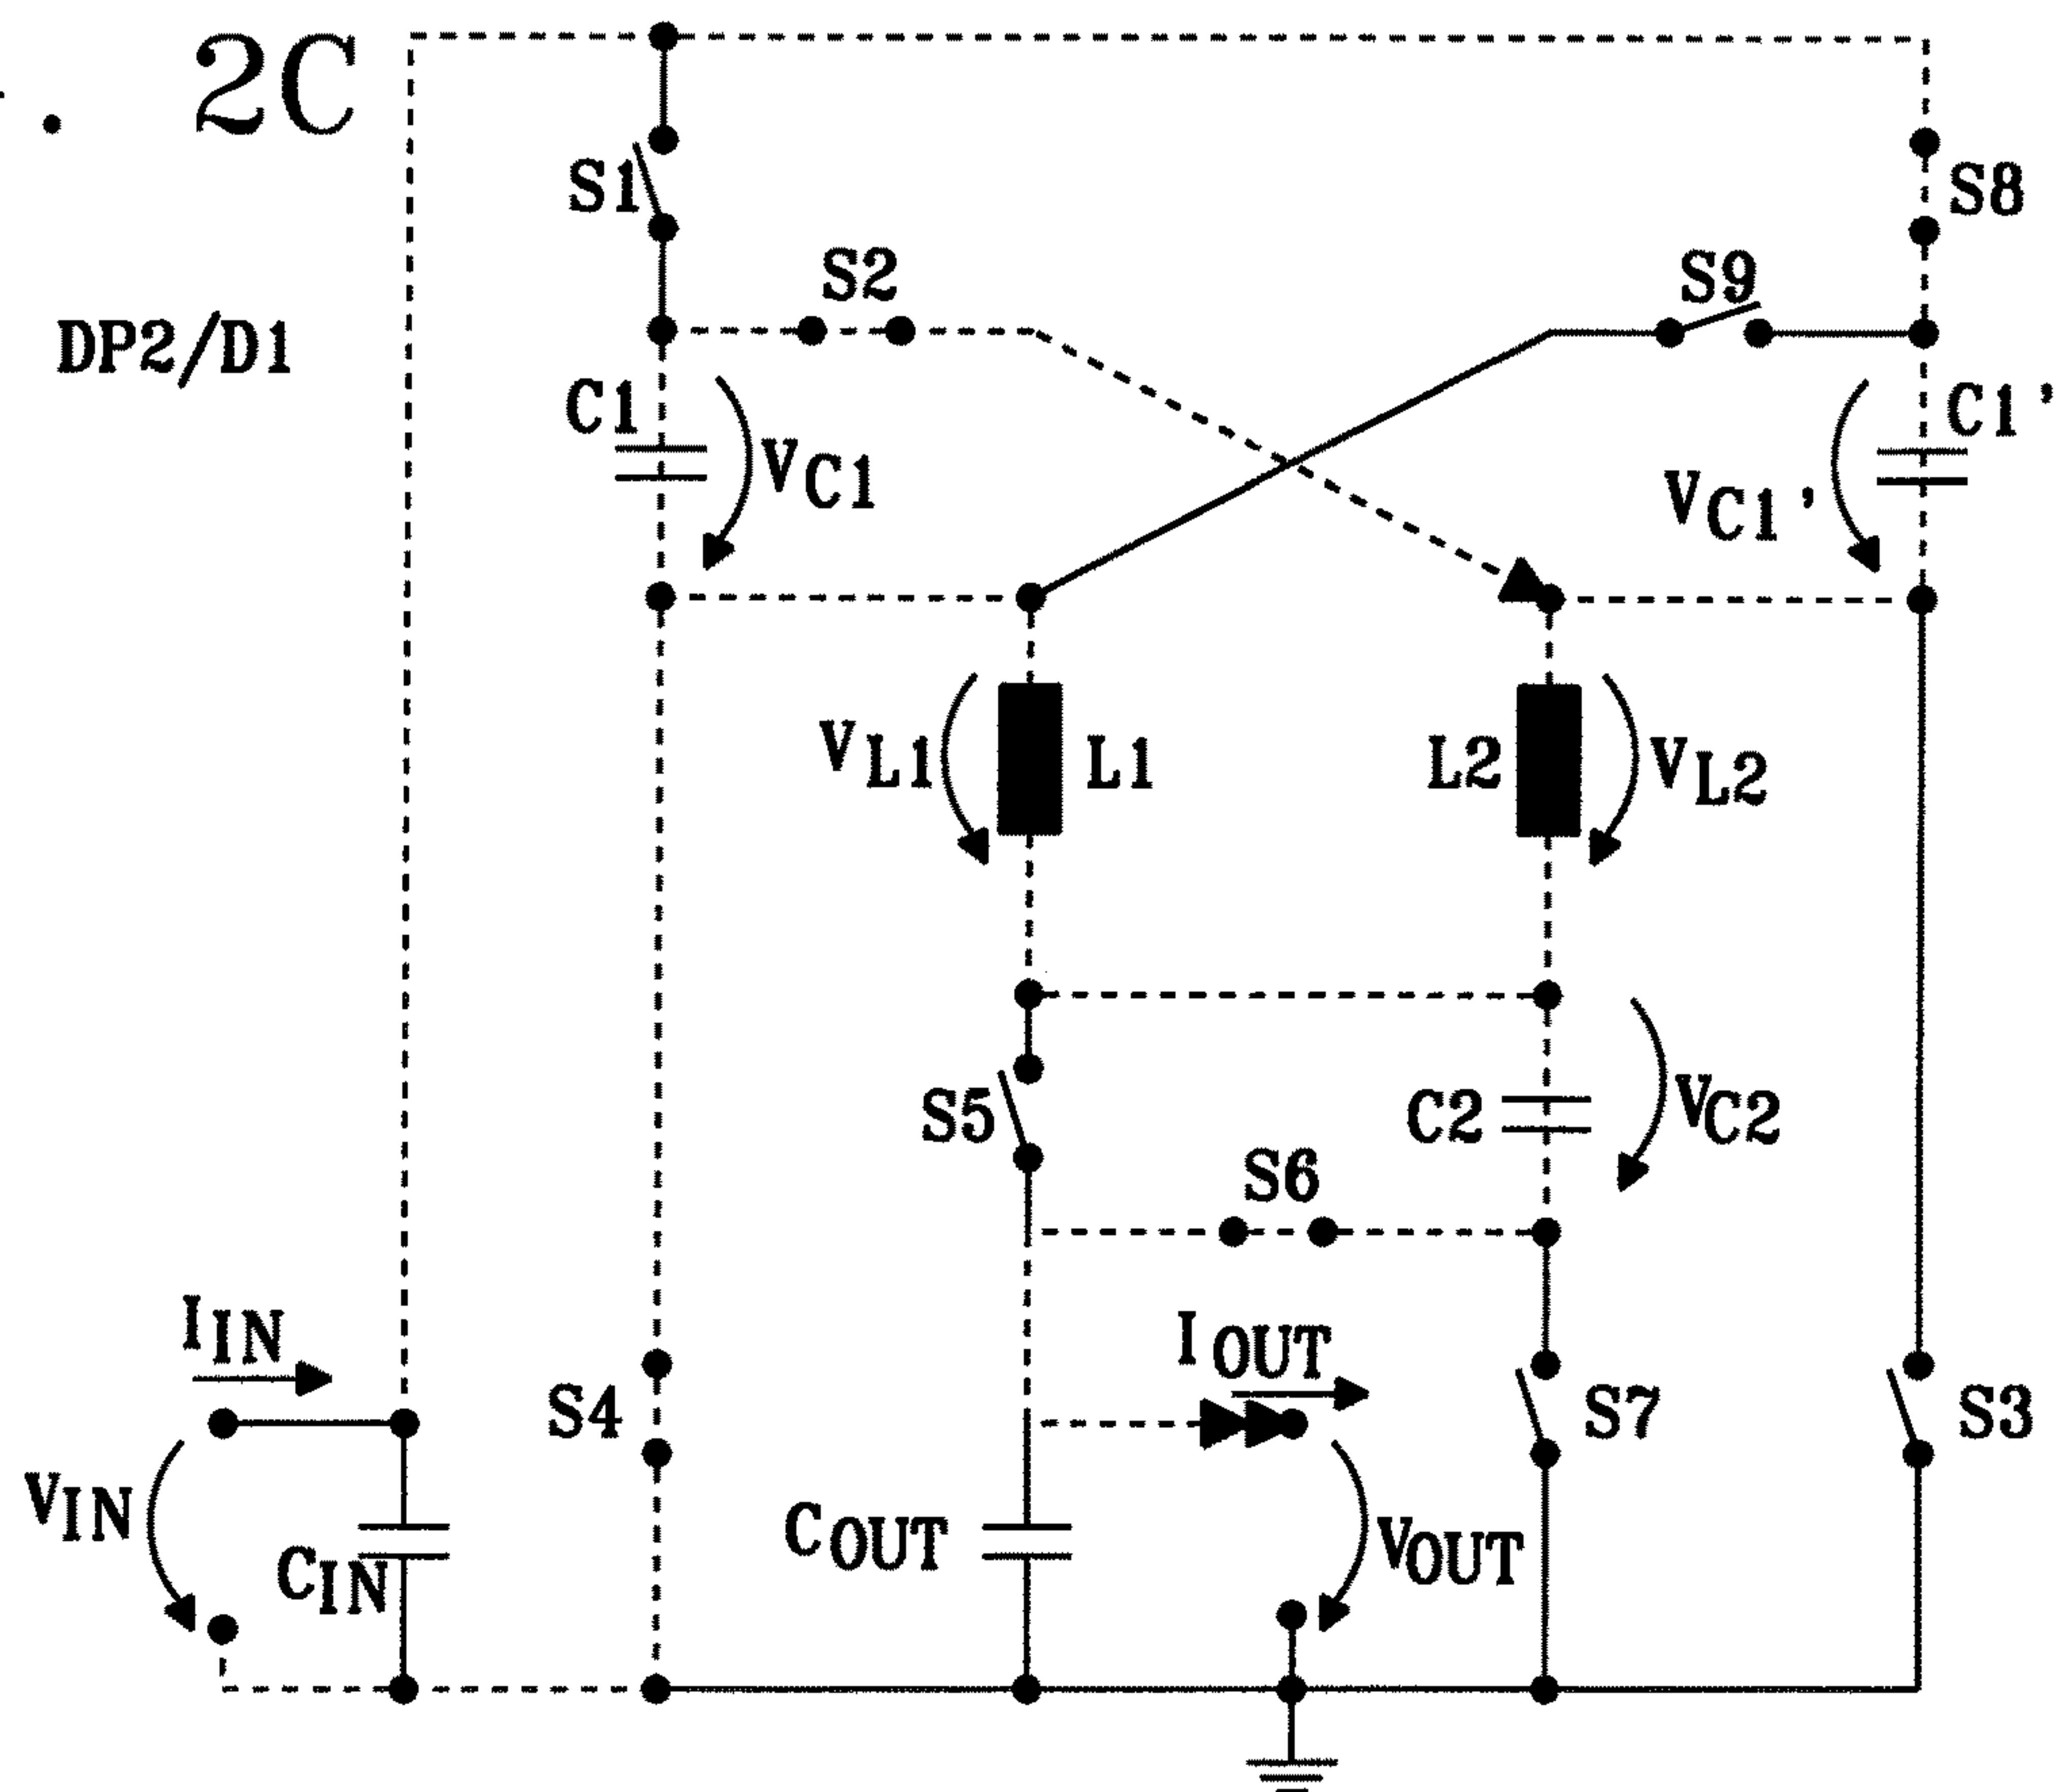 . 2C
S1
S8
S2
S9
DP2/D1
C1
C1'
VC1
VC1'
VL1
L1
L2
VL2
S5
C2
VC2
S6
IIN
IOUT
S4
S7
S3
VIN
CIN
COUT
VOUT